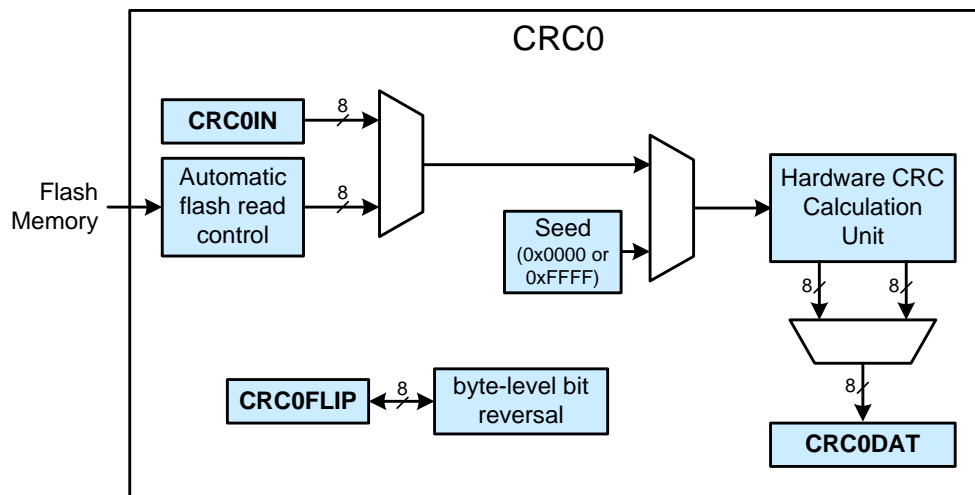 CRC0
CRC0IN
8
Flash
Memory
Automatic
flash read
control
8
Seed
(0x0000 or
0xFFFF)
Hardware CRC
Calculation
Unit
8
8
8
CRC0DAT
CRC0FLIP
8
byte-level bit
reversal